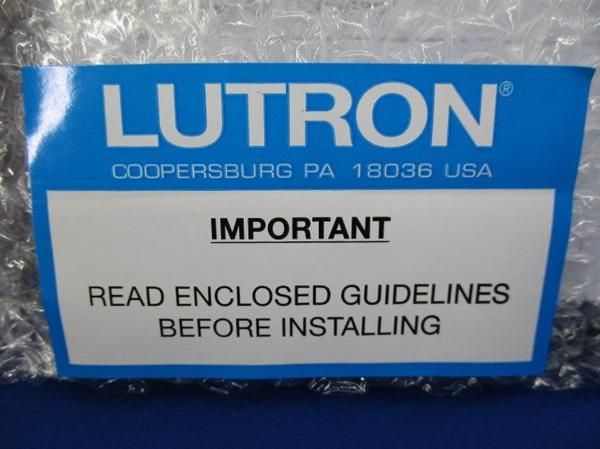 LUTRON®
COOPERSBURG PA 18036 USA
IMPORTANT
READ ENCLOSED GUIDELINES
BEFORE INSTALLING